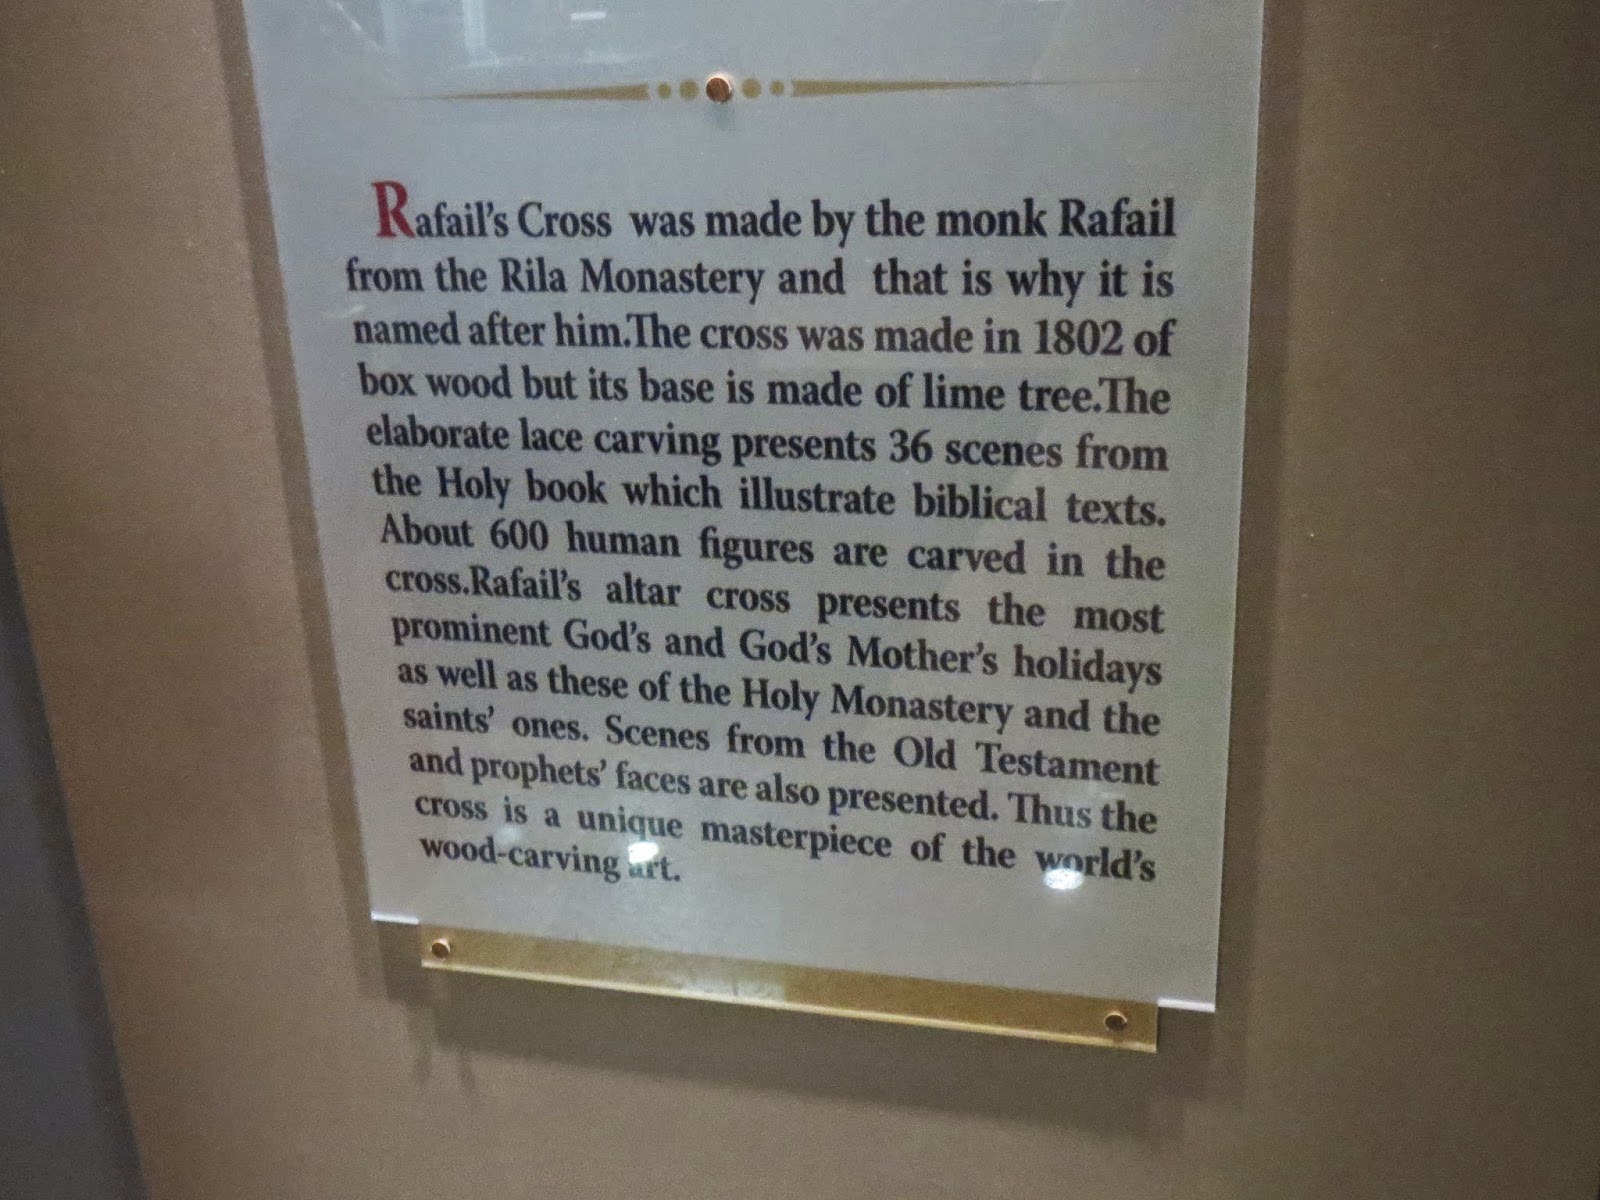 Rafail's Cross was made by the monk Rafail
from the Rila Monastery and that is why it is
named after him.The cross was made in 1802 of
box wood but its base is made of lime tree.The
elaborate lace carving presents 36 scenes from
the Holy book which illustrate biblical texts.
About 600 human figures are carved in the
cross.Rafail's altar cross presents the most
prominent God's and God's Mother's holidays
as well as these of the Holy Monastery and the
saints' ones. Scenes from the Old Testament
and prophets' faces are also presented. Thus the
cross is a unique masterpiece of the world's
wood-carving art.